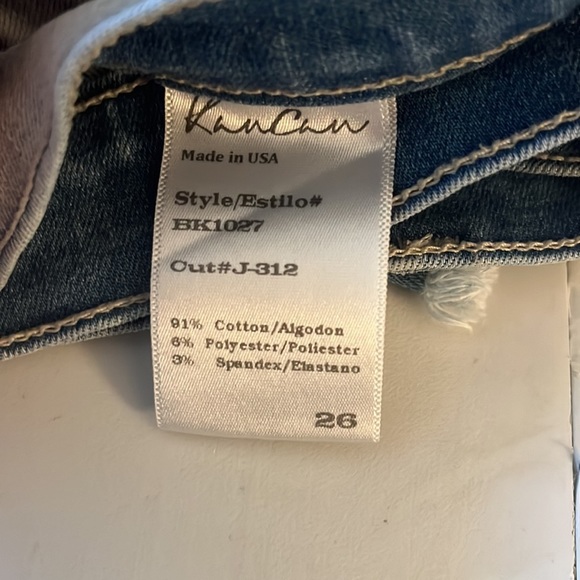 KanCan
Made in USA
Style/Estilo#
BK1027
Cut#J-312
91% Cotton/Algodon
6% Polyester/Poliester
3% Spandex/Elastano
26